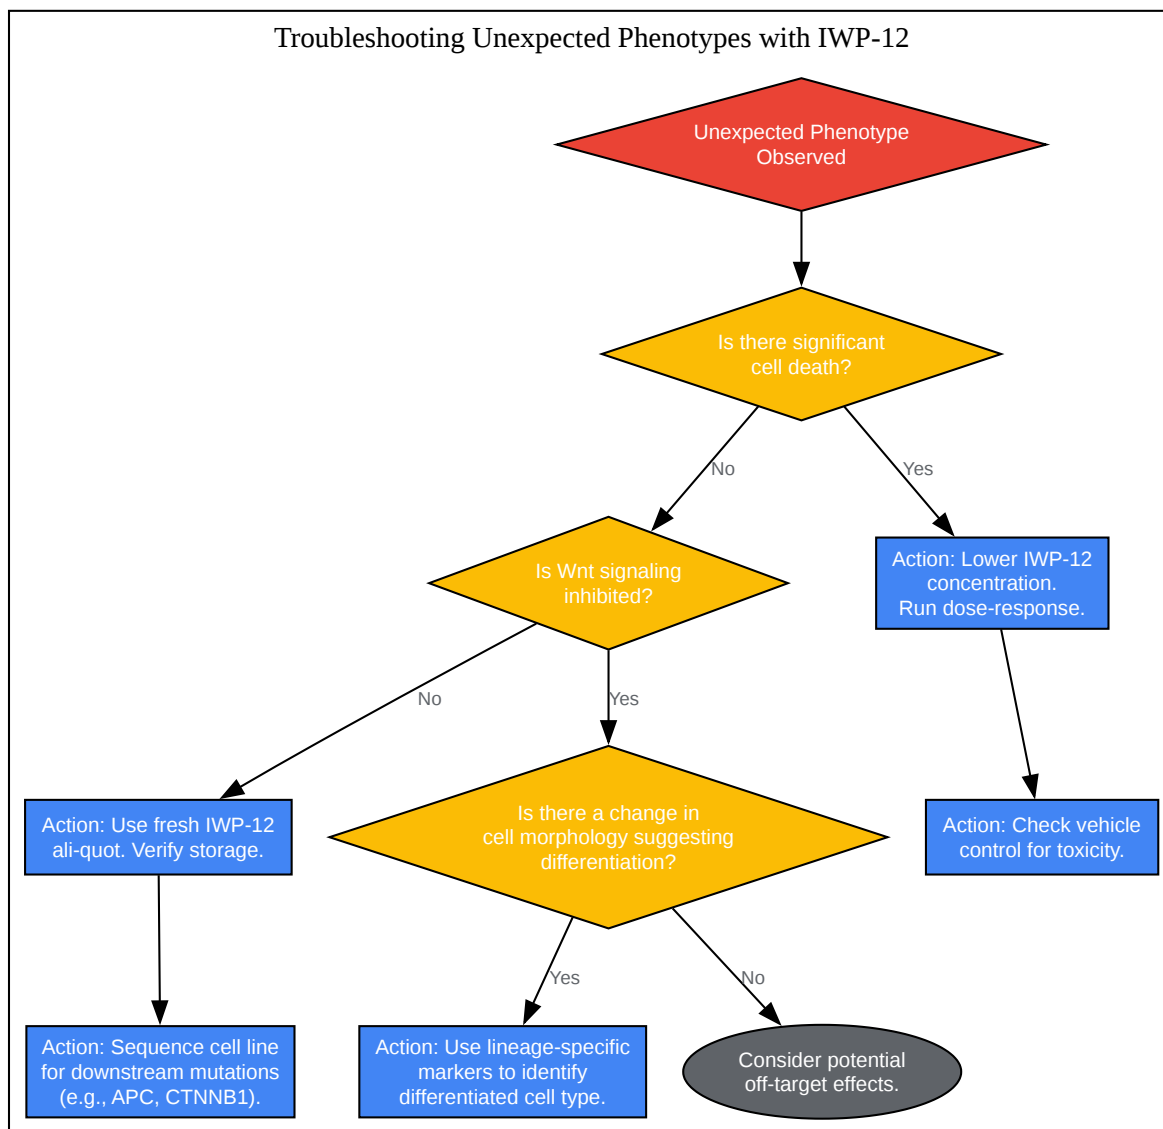 Troubleshooting Unexpected Phenotypes with IWP-12
Unexpected Phenotype
Observed
Is there significant
cell death?
No
Yes
Is Wnt signaling
inhibited?
Action: Lower IWP-12
concentration.
Run dose-response.
No
Yes
Action: Use fresh IWP-12
ali-quot. Verify storage.
Is there a change in
cell morphology suggesting
differentiation?
Action: Check vehicle
control for toxicity.
Yes
No
Action: Sequence cell line
for downstream mutations
(e.g., APC, CTNNB1).
Action: Use lineage-specific
markers to identify
differentiated cell type.
Consider potential
off-target effects.